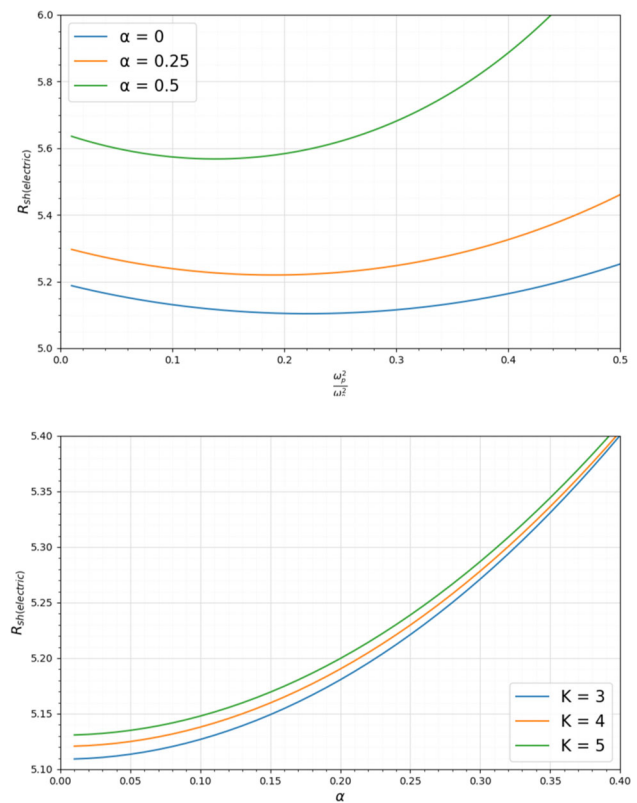 6.0
5.8
5.6
5.4
5.2
5.0
R_sh(electric)
α = 0
α = 0.25
α = 0.5
0.0 0.1 0.2 0.3 0.4 0.5
ω_p^2
ω_^2
5.40
5.35
5.30
5.25
5.20
5.15
5.10
R_sh(electric)
K = 3
K = 4
K = 5
0.00 0.05 0.10 0.15 0.20 0.25 0.30 0.35 0.40
α